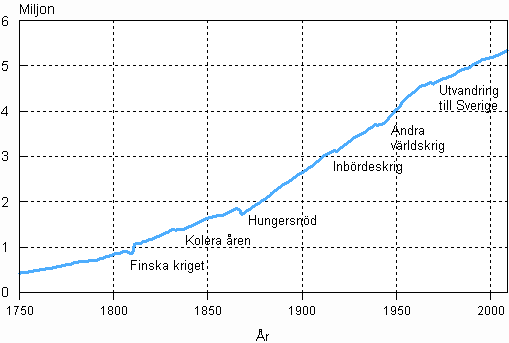 Miljon
6
5
4
3
2
1
0
Utvandring
till Sverige
Andra
världskrig
Inbördeskrig
Hungersnöd
Kolera åren
Finska kriget
1750 1800 1850 1900 1950 2000
År